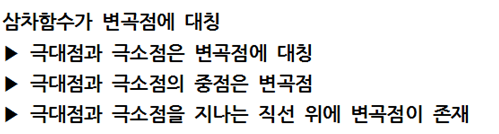 삼차함수가 변곡점에 대칭
▶ 극대점과 극소점은 변곡점에 대칭
▶ 극대점과 극소점의 중점은 변곡점
▶ 극대점과 극소점을 지나는 직선 위에 변곡점이 존재